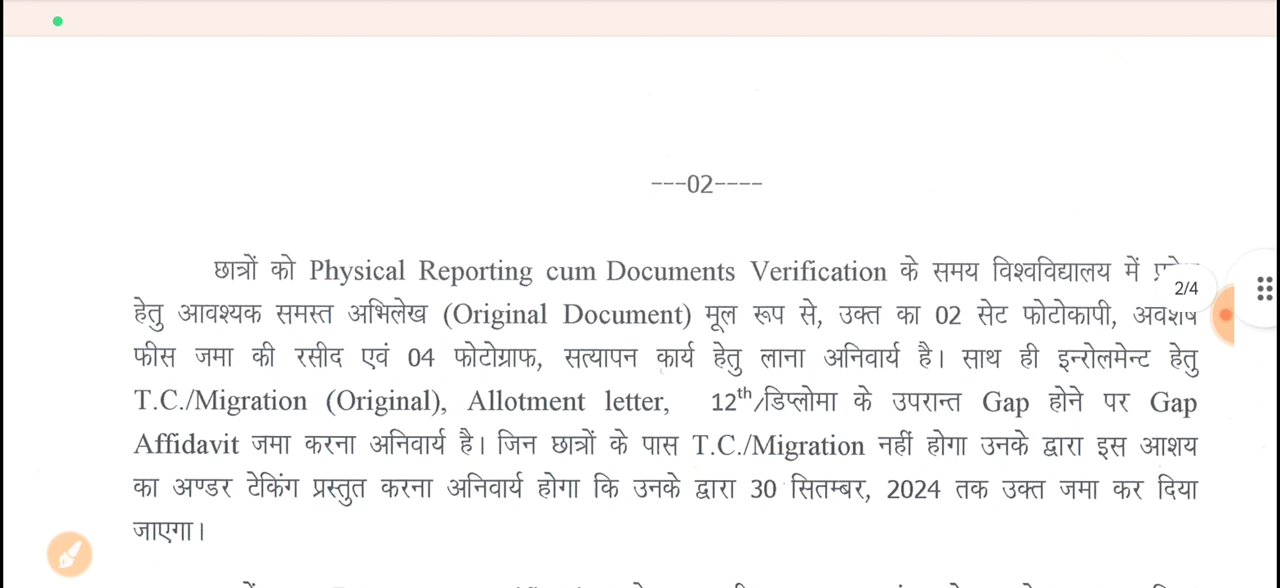 ---02----
छात्रों को Physical Reporting cum Documents Verification के समय विश्वविद्यालय में
2/4
हेतु आवश्यक समस्त अभिलेख (Original Document) मूल रूप से, उक्त का 02 सेट फोटोकापी, अवशेष
फीस जमा की रसीद एवं 04 फोटोग्राफ, सत्यापन कार्य हेतु लाना अनिवार्य है। साथ ही इन्रोलमेन्ट हेतु
T.C./Migration (Original), Allotment letter, 12th/डिप्लोमा के उपरान्त Gap होने पर Gap
Affidavit जमा करना अनिवार्य है। जिन छात्रों के पास T.C./Migration नहीं होगा उनके द्वारा इस आशय
का अण्डर टेकिंग प्रस्तुत करना अनिवार्य होगा कि उनके द्वारा 30 सितम्बर, 2024 तक उक्त जमा कर दिया
जाएगा।